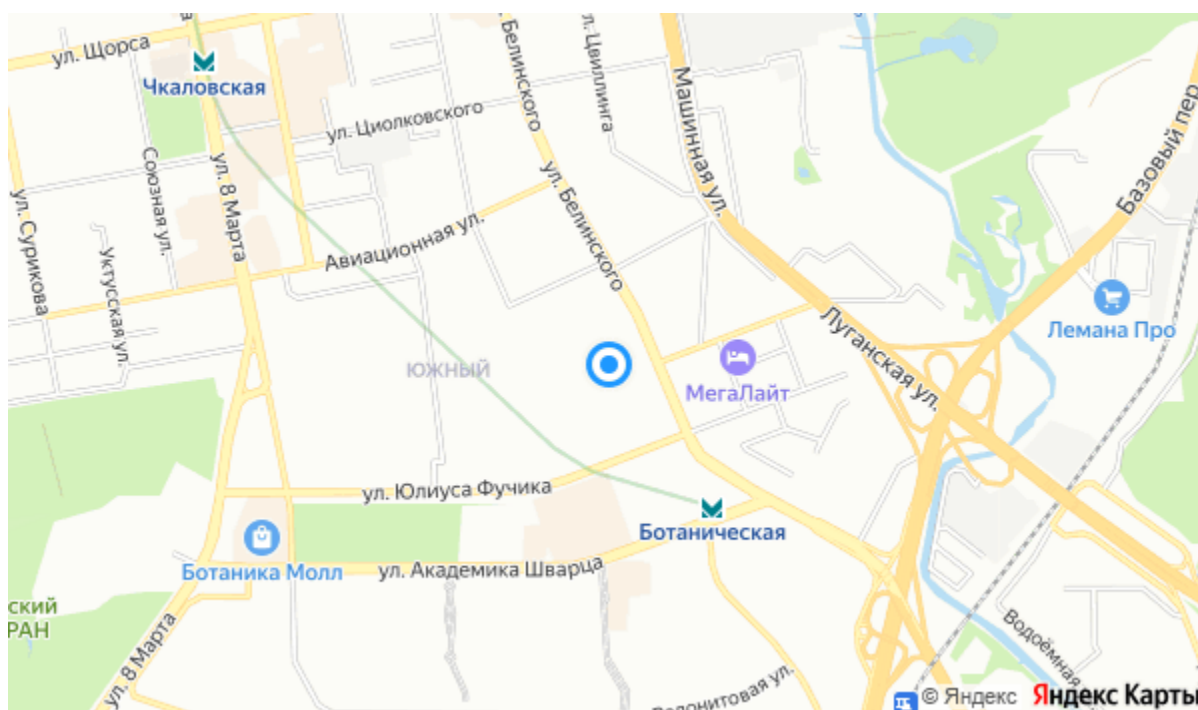 ул. Щорса
Чкаловская
ул. Белинского
ул. Цвиллинга
Машинная ул.
Базовый пер.
ул. Циолковского
Союзная ул.
ул. 8 Марта
ул. Сурикова
Уктусская ул.
Авиационная ул.
ул. Белинского
Лемана Про
Луганская ул.
ЮЖНЫЙ
МегаЛайт
ул. Юлиуса Фучика
Ботаническая
Ботаника Молл
ул. Академика Шварца
ский
РАН
ул. 8 Марта
Водоёмная
© Яндекс Яндекс Карты